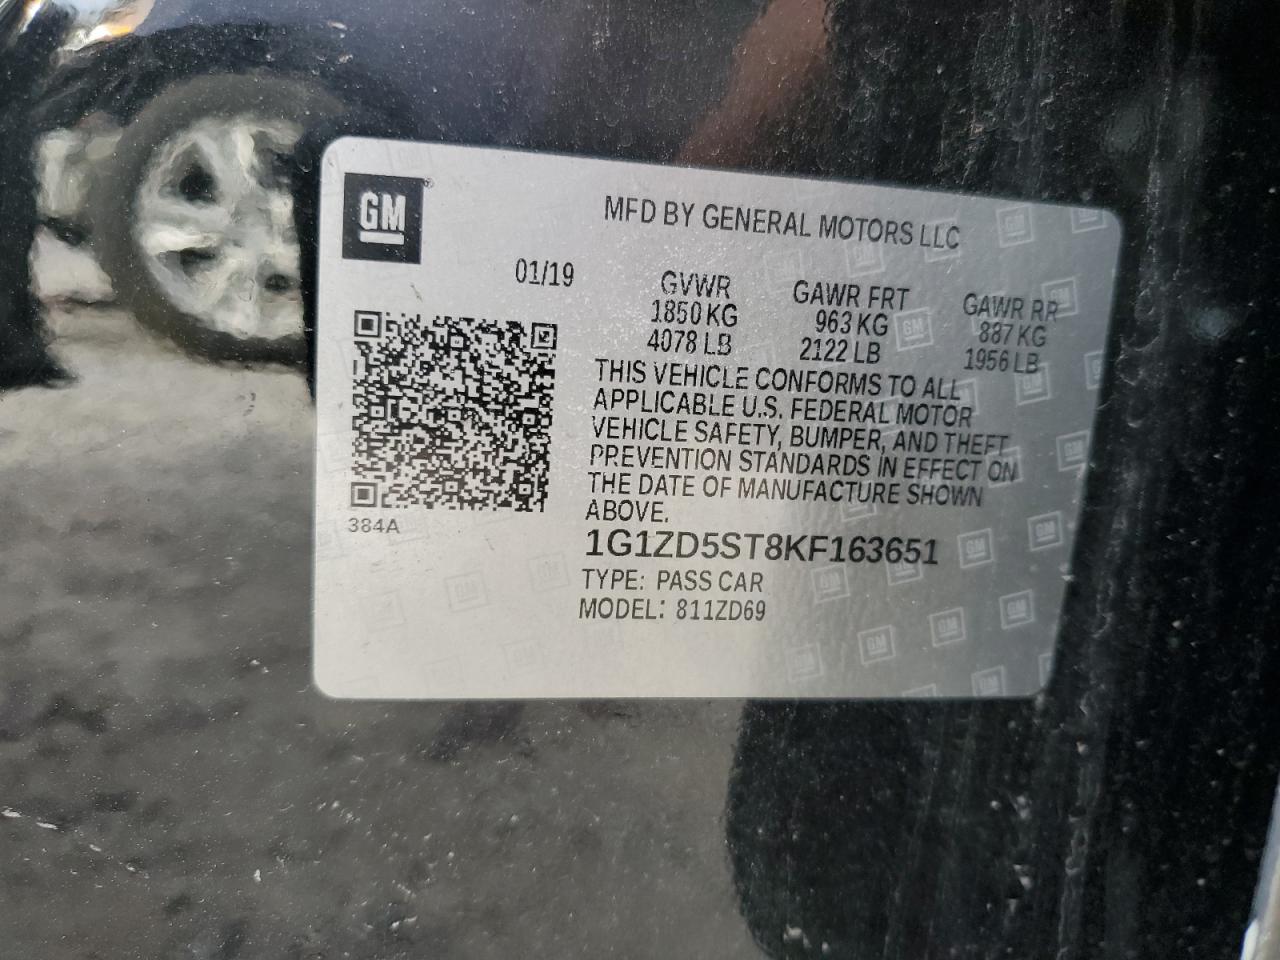 GM
MFD BY GENERAL MOTORS LLC
01/19
GVWR
1850 KG
4078 LB
GAWR FRT
963 KG
2122 LB
GAWR RR
887 KG
1956 LB
THIS VEHICLE CONFORMS TO ALL
APPLICABLE U.S. FEDERAL MOTOR
VEHICLE SAFETY, BUMPER, AND THEFT
PREVENTION STANDARDS IN EFFECT ON
THE DATE OF MANUFACTURE SHOWN
ABOVE.
384A
1G1ZD5ST8KF163651
TYPE: PASS CAR
MODEL: 811ZD69